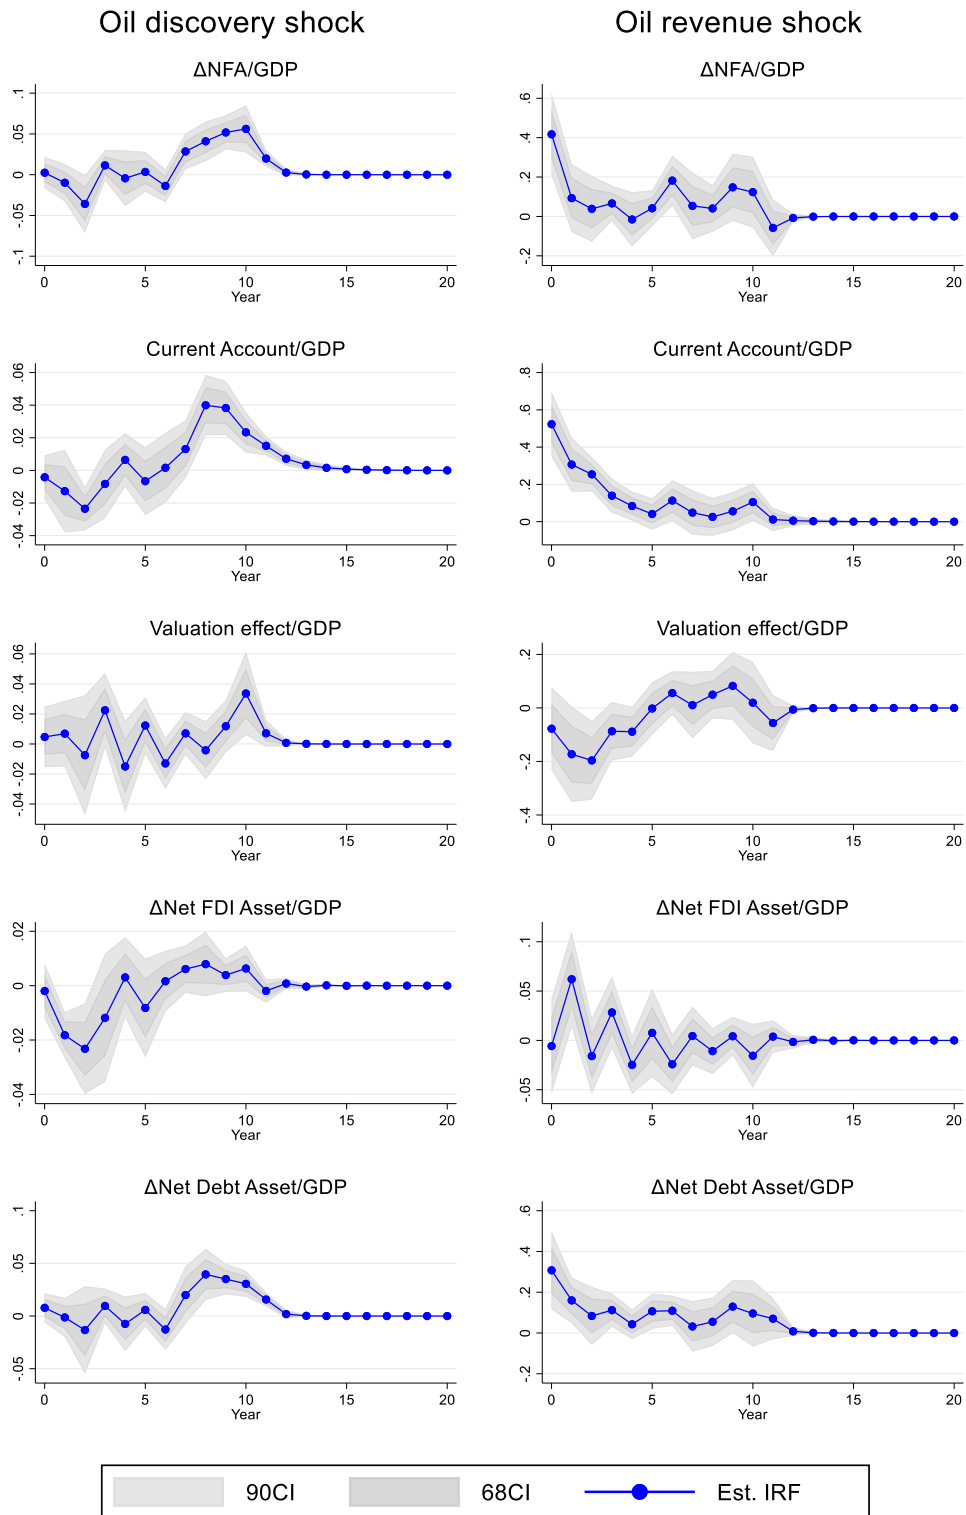 Oil discovery shock
Oil revenue shock
ΔNFA/GDP
.1
.05
0
-.05
-.1
0 5 10 15 20
Year
ΔNFA/GDP
.6
.4
.2
0
-.2
0 5 10 15 20
Year
Current Account/GDP
.06
.04
.02
0
-.02
-.04
0 5 10 15 20
Year
Current Account/GDP
.8
.6
.4
.2
0
0 5 10 15 20
Year
Valuation effect/GDP
.06
.04
.02
0
-.02
-.04
0 5 10 15 20
Year
Valuation effect/GDP
.2
0
-.2
-.4
0 5 10 15 20
Year
ΔNet FDI Asset/GDP
.02
0
-.02
-.04
0 5 10 15 20
Year
ΔNet FDI Asset/GDP
.1
.05
0
-.05
0 5 10 15 20
Year
ΔNet Debt Asset/GDP
.1
.05
0
-.05
0 5 10 15 20
Year
ΔNet Debt Asset/GDP
.6
.4
.2
0
-.2
0 5 10 15 20
Year
90CI 68CI Est. IRF